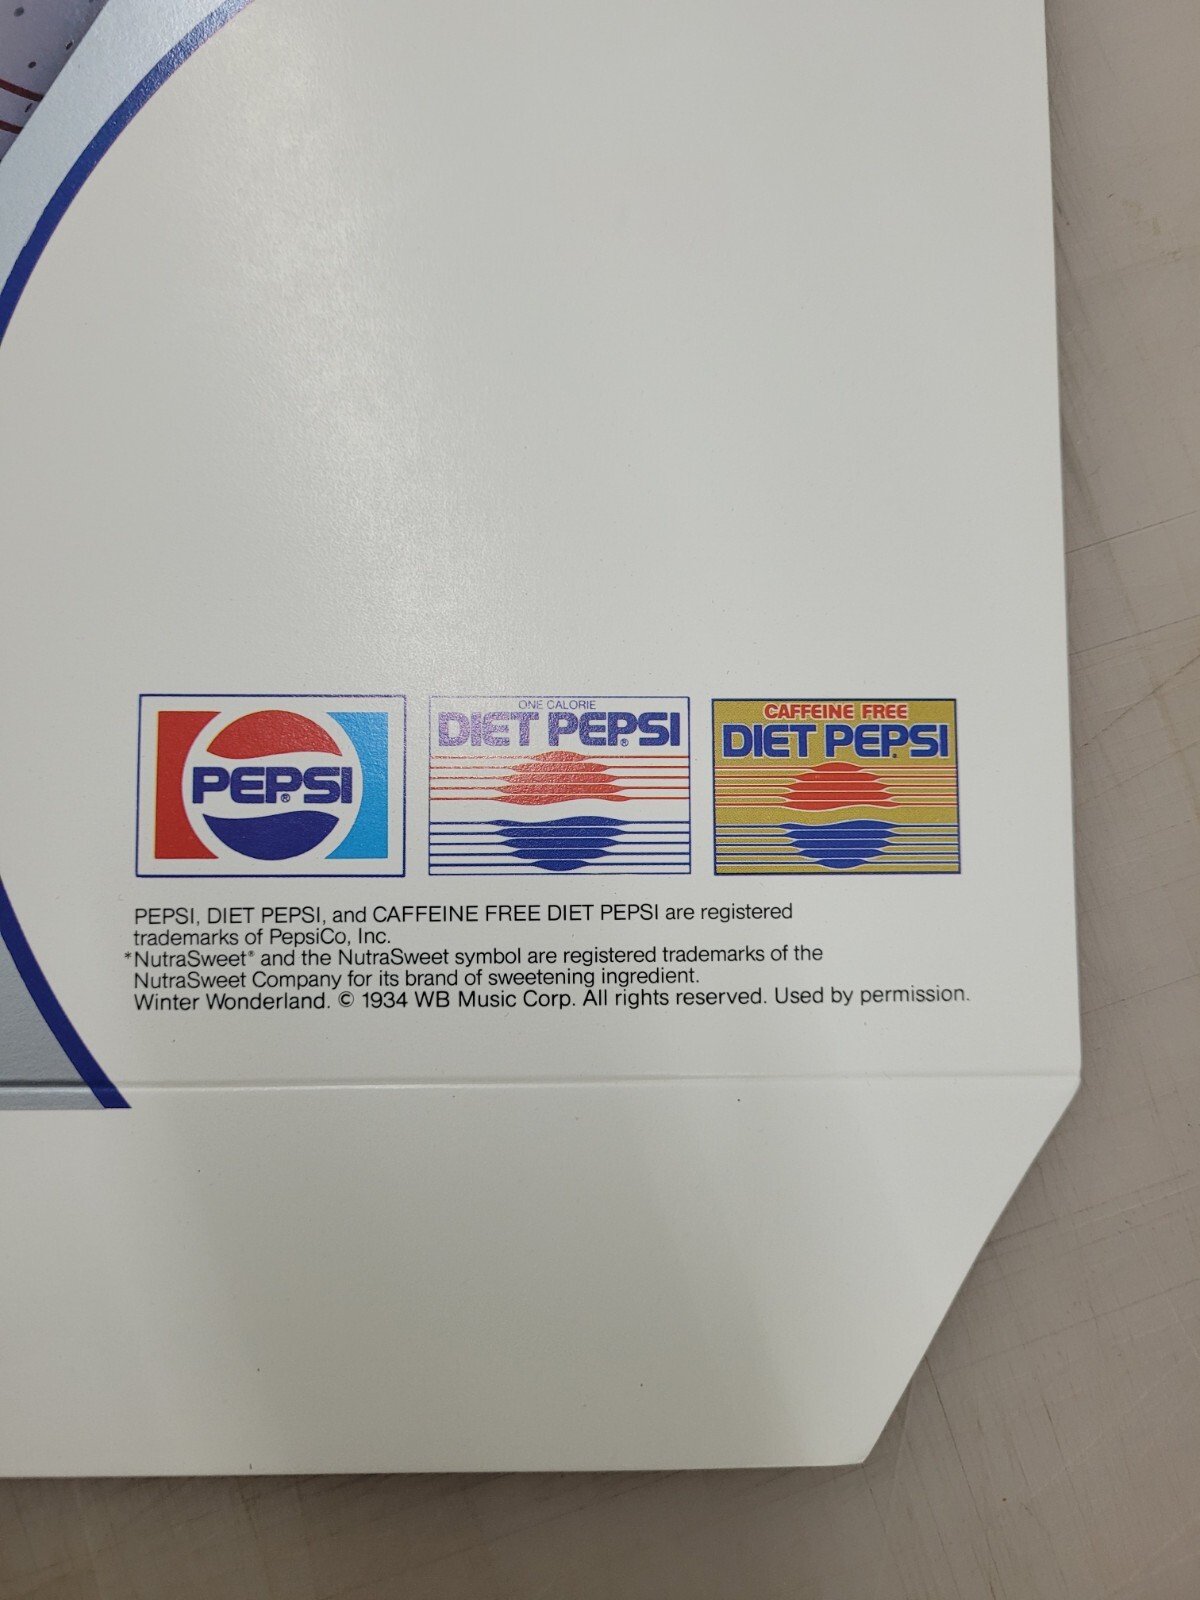 PEPSI®
ONE CALORIE
DIET PEPSI®
CAFFEINE FREE
DIET PEPSI®
PEPSI, DIET PEPSI, and CAFFEINE FREE DIET PEPSI are registered
trademarks of PepsiCo, Inc.
*NutraSweet® and the NutraSweet symbol are registered trademarks of the
NutraSweet Company for its brand of sweetening ingredient.
Winter Wonderland. © 1934 WB Music Corp. All rights reserved. Used by permission.